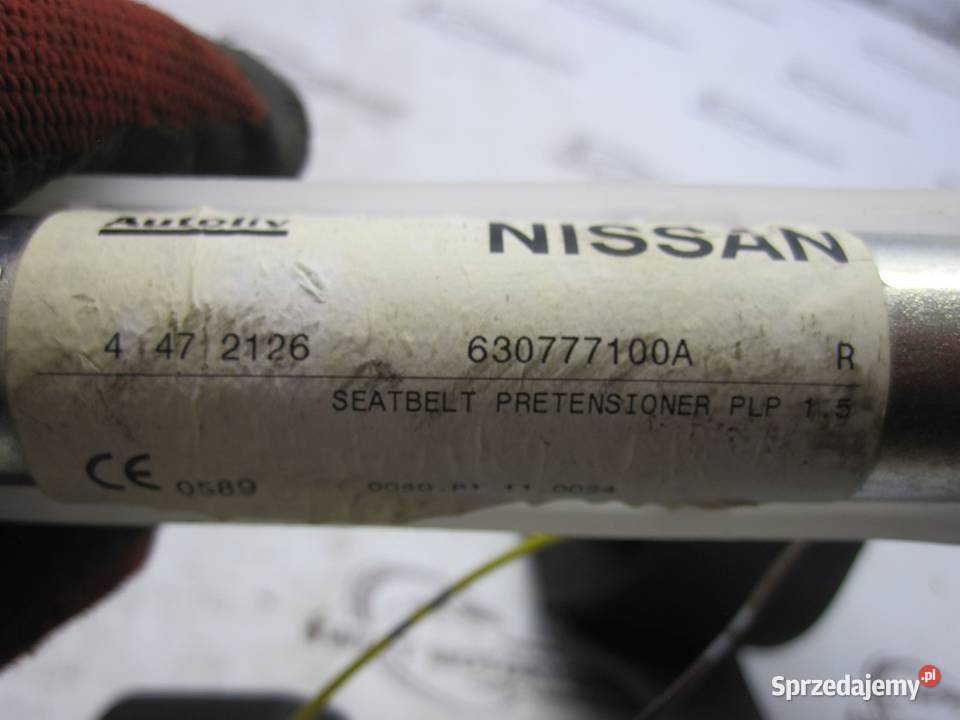 Autoliv
NISSAN
4 47 2126 630777100A R
SEATBELT PRETENSIONER PLP 1.5
CE 0589
Sprzedajemy.pl